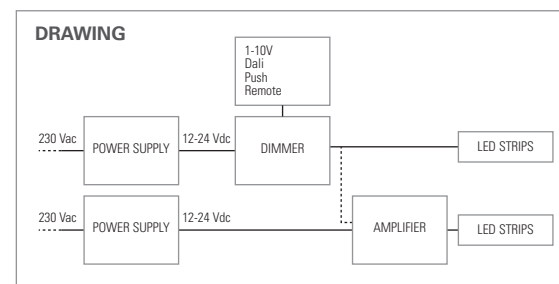 DRAWING
1-10V
Dali
Push
Remote
230 Vac
POWER SUPPLY
12-24 Vdc
DIMMER
LED STRIPS
230 Vac
POWER SUPPLY
12-24 Vdc
AMPLIFIER
LED STRIPS